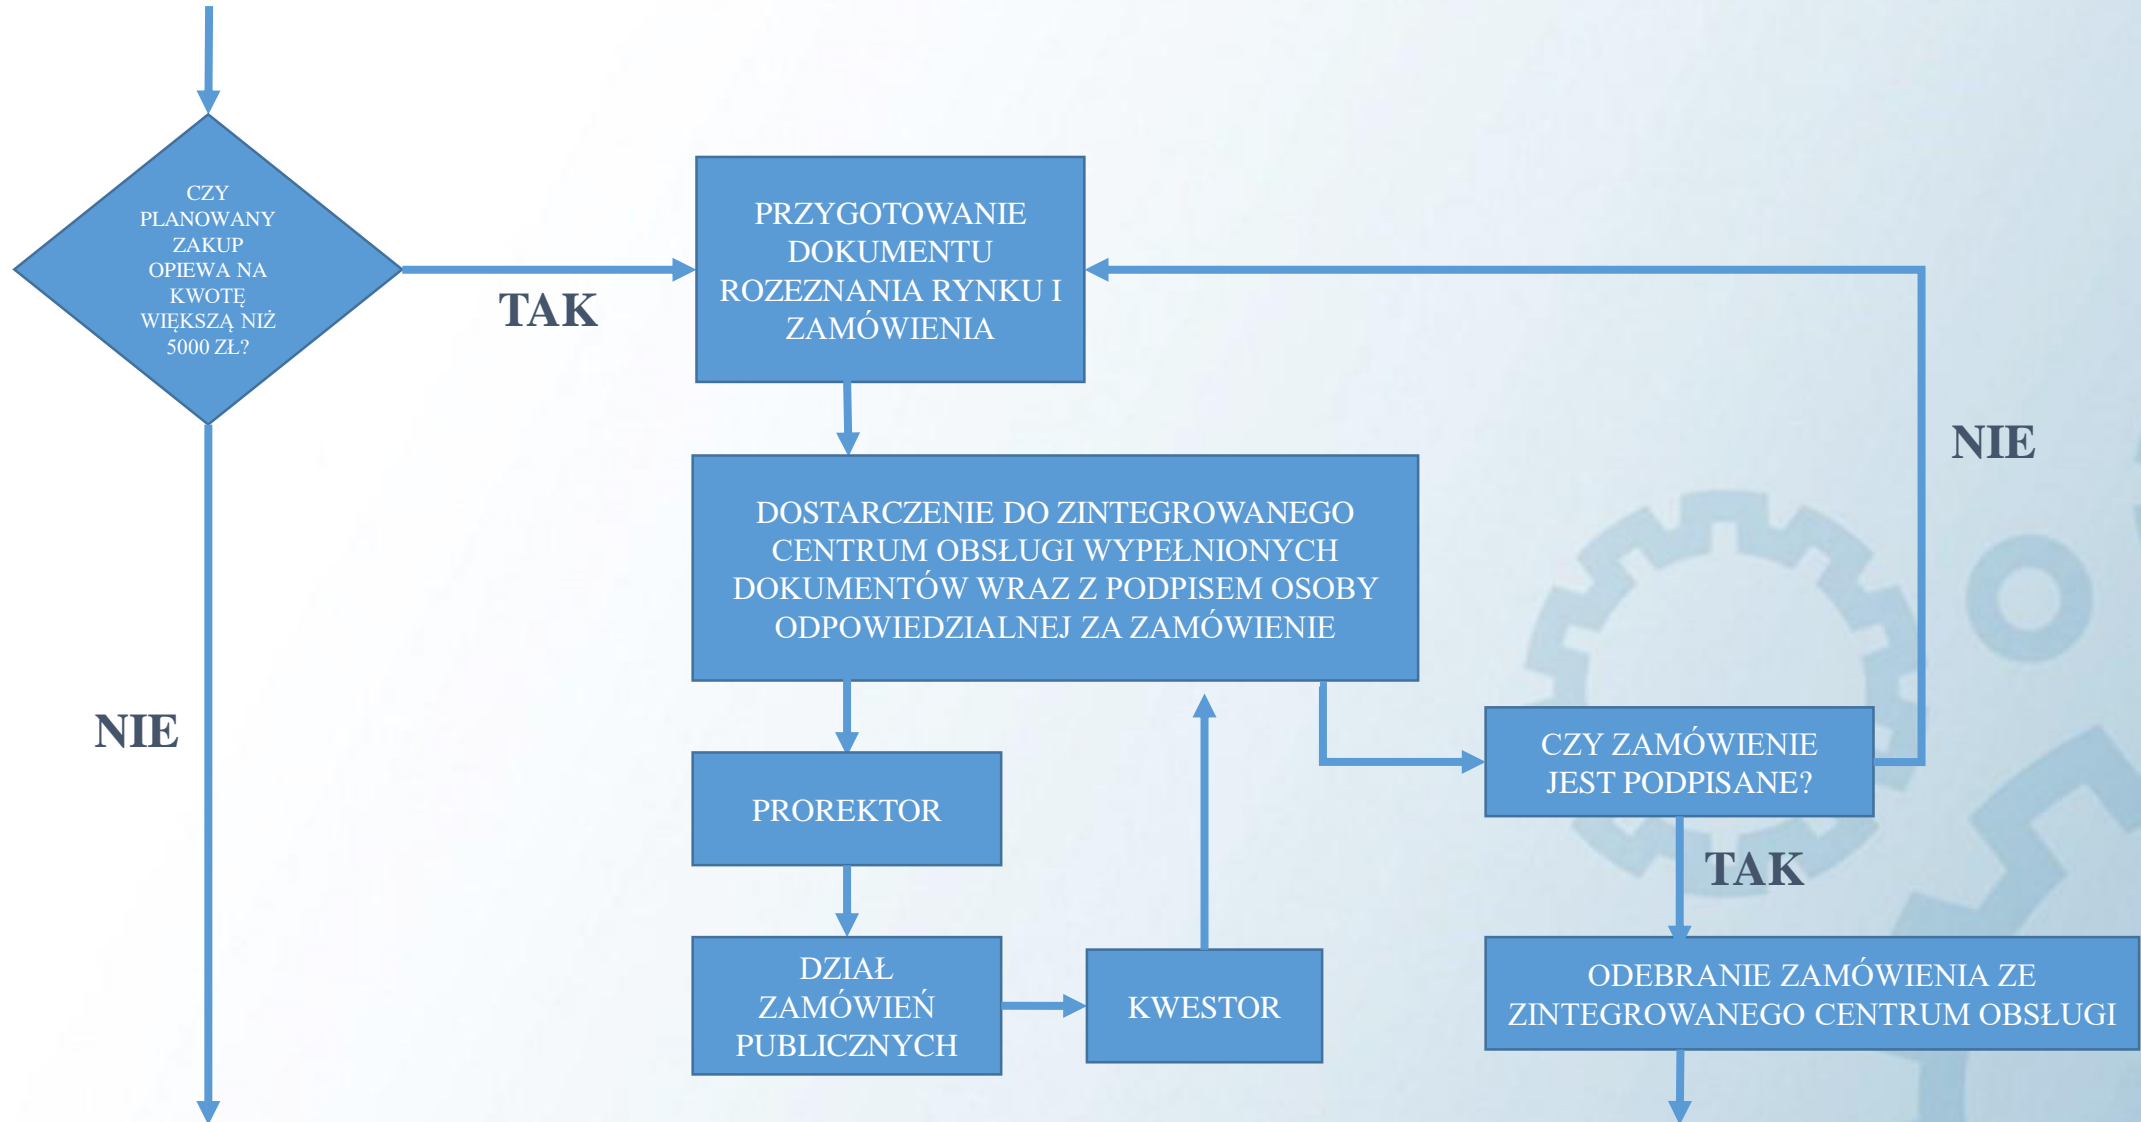 CZY
PLANOWANY
ZAKUP
OPIEWA NA
KWOTĘ
WIĘKSZĄ NIŻ
5000 ZŁ?
TAK
PRZYGOTOWANIE
DOKUMENTU
ROZEZNANIA RYNKU I
ZAMÓWIENIA
NIE
DOSTARCZENIE DO ZINTEGROWANEGO
CENTRUM OBSŁUGI WYPEŁNIONYCH
DOKUMENTÓW WRAZ Z PODPISEM OSOBY
ODPOWIEDZIALNEJ ZA ZAMÓWIENIE
NIE
PROREKTOR
CZY ZAMÓWIENIE
JEST PODPISANE?
TAK
DZIAŁ
ZAMÓWIEŃ
PUBLICZNYCH
KWESTOR
ODEBRANIE ZAMÓWIENIA ZE
ZINTEGROWANEGO CENTRUM OBSŁUGI